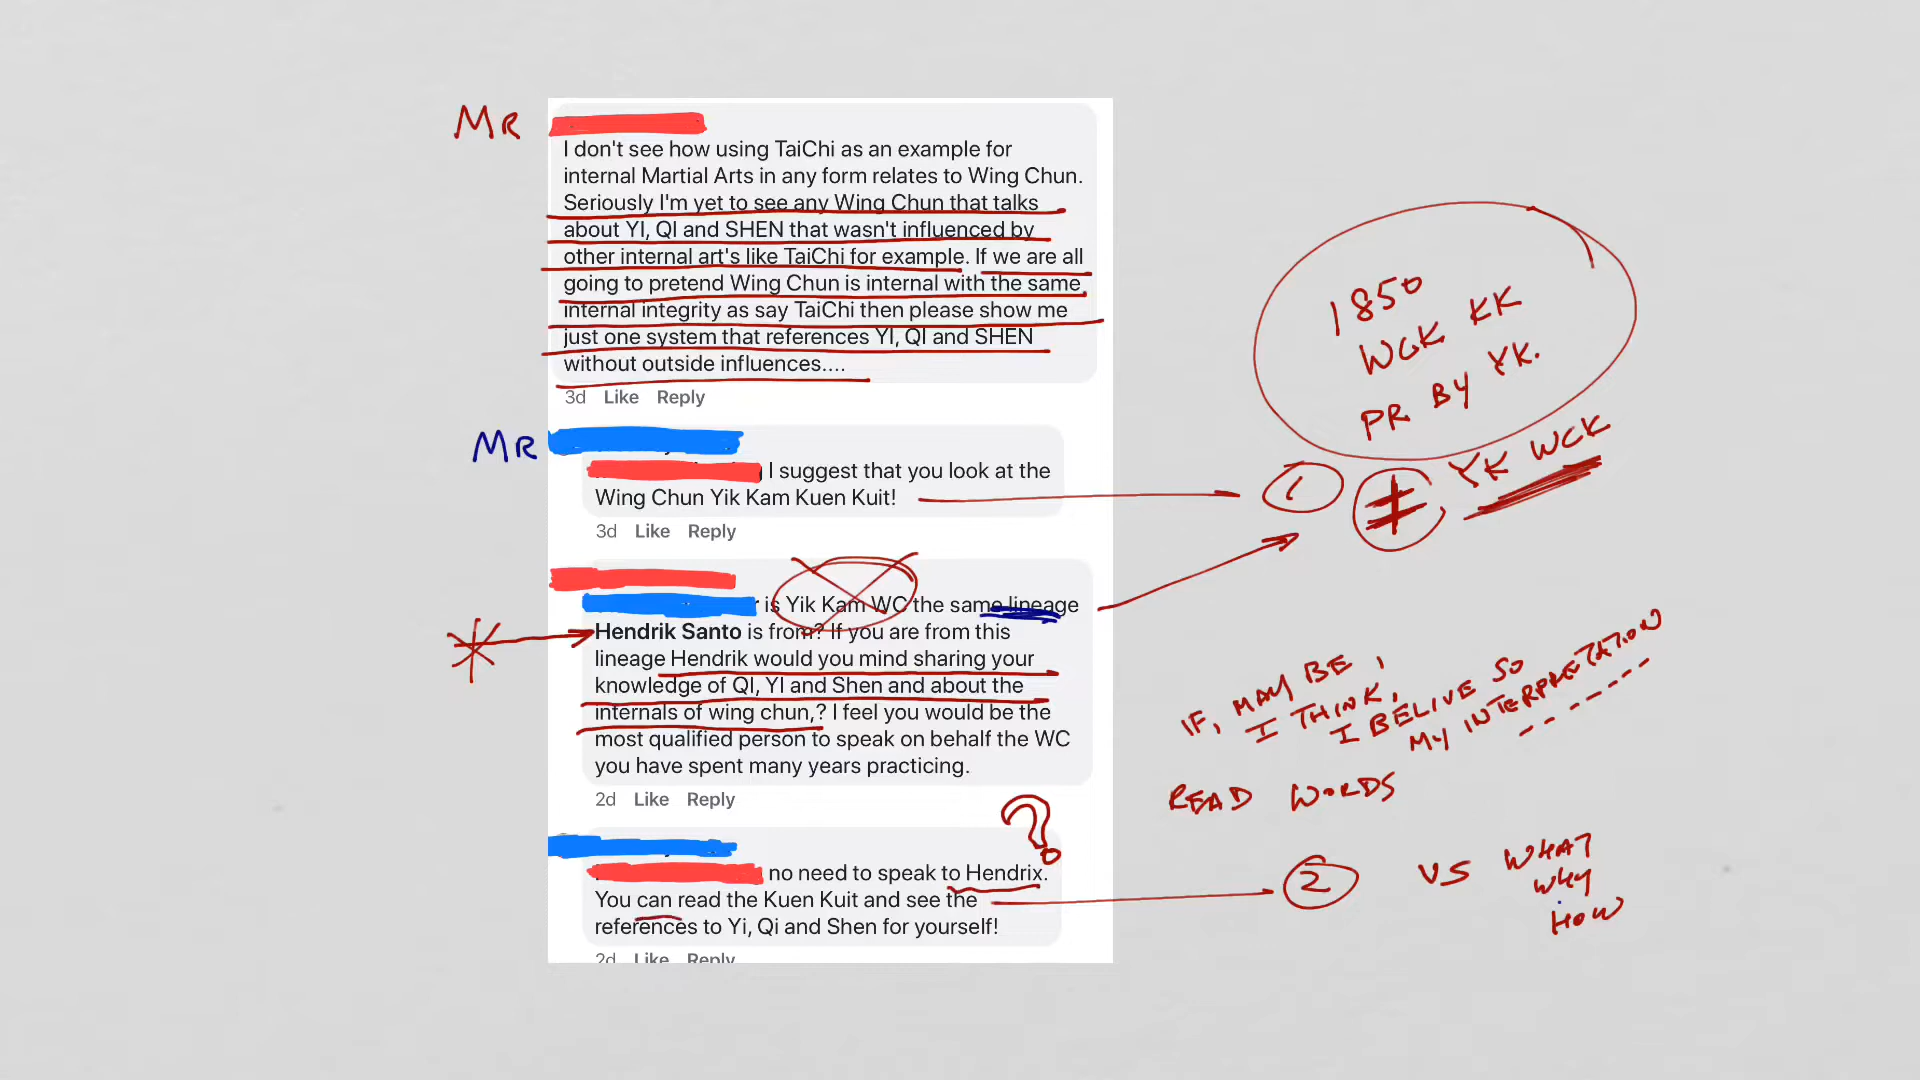 MR
I don't see how using TaiChi as an example for
internal Martial Arts in any form relates to Wing Chun.
Seriously I'm yet to see any Wing Chun that talks
about YI, QI and SHEN that wasn't influenced by
other internal art's like TaiChi for example. If we are all
going to pretend Wing Chun is internal with the same
internal integrity as say TaiChi then please show me
just one system that references YI, QI and SHEN
without outside influences....
3d Like Reply
MR
I suggest that you look at the
Wing Chun Yik Kam Kuen Kuit!
3d Like Reply
is Yik Kam WC the same lineage
Hendrik Santo is from? If you are from this
lineage Hendrik would you mind sharing your
knowledge of QI, YI and Shen and about the
internals of wing chun,? I feel you would be the
most qualified person to speak on behalf the WC
you have spent many years practicing.
2d Like Reply
?
no need to speak to Hendrix.
You can read the Kuen Kuit and see the
references to Yi, Qi and Shen for yourself!
2d Like Reply
1850
WCK KK
PR. BY YK.
1 ≠ YK WCK
IF, MAY BE,
I THINK,
I BELIVE SO
MY INTERPRETATION
READ WORDS
2 VS WHAT
WHY
HOW